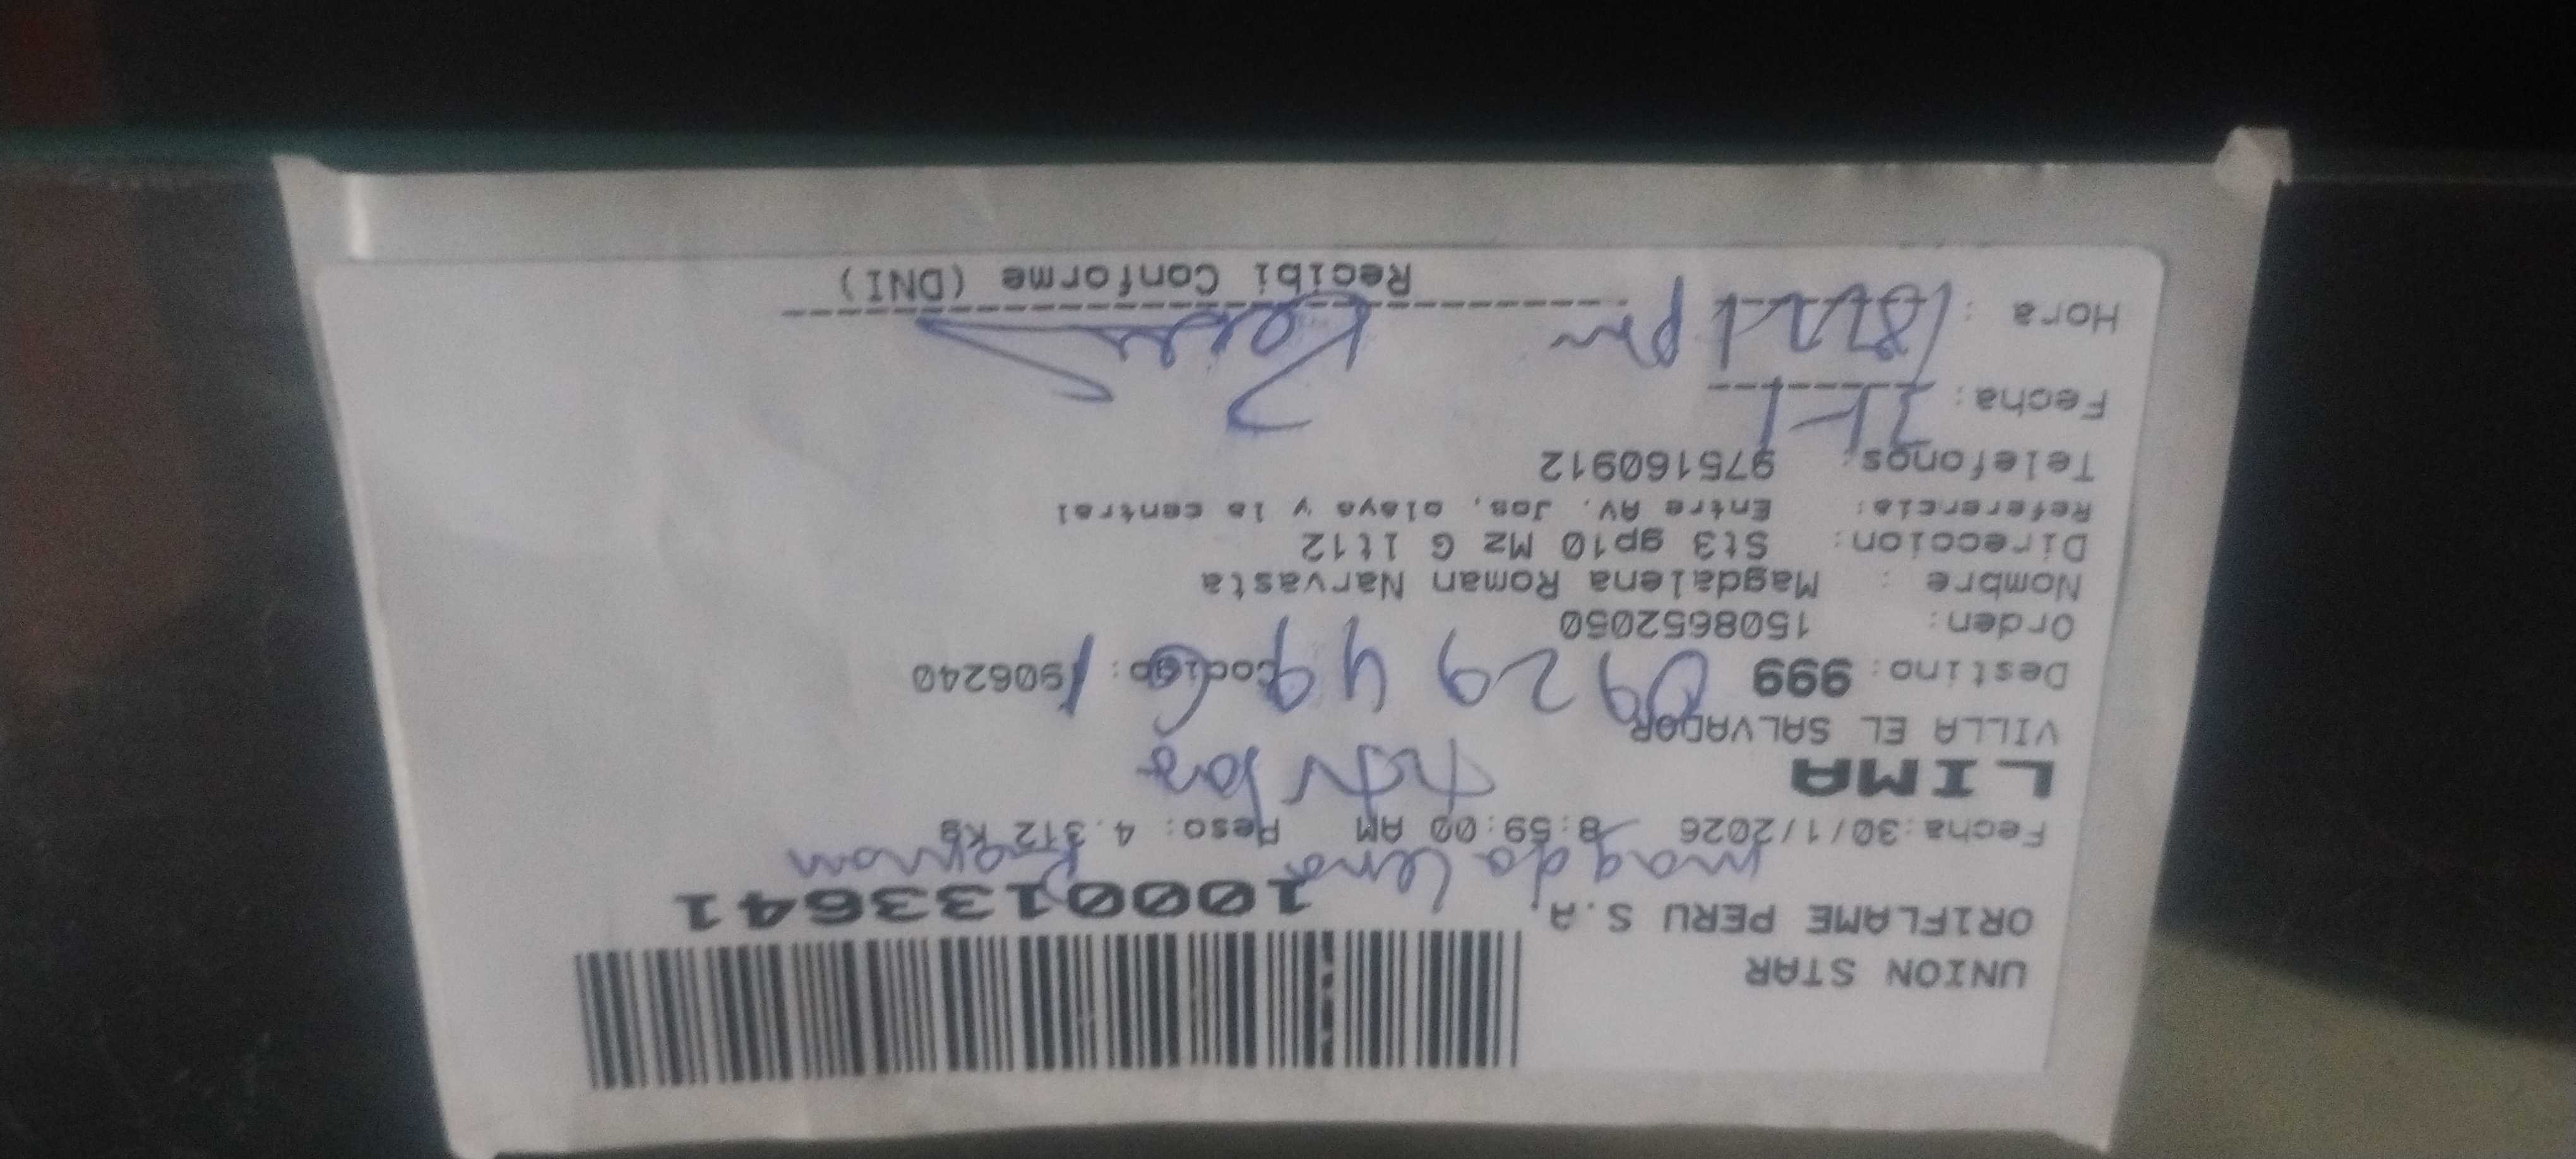 UNION STAR
ORIFLAME PERU S.A.
1000133641
magdalena Roman
Fecha:30/1/2026 8:59:00 AM Peso: 4.312 Kg
LIMA
VILLA EL SALVADOR
Destino: 999 Codigo: 906240
Orden: 1508652050
Nombre : Magdalena Roman Narvasta
Direccion: St3 gp10 Mz G lt12
Referencia: Entre AV. Jos, olaya y la central
Telefonos: 975160912
Fecha:
Hora : pm
Recibi Conforme (DNI)